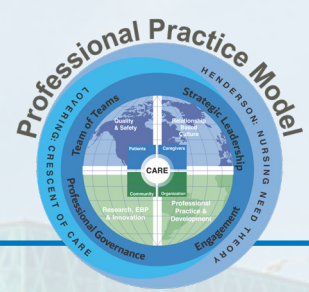 Professional Practice Model
LOVERING: CRESCENT OF CARE
HENDERSON: NURSING NEED THEORY
Team of Teams
Strategic Leadership
Quality
& Safety
Relationship
Based
Culture
Patients
Caregivers
CARE
Community
Organization
Research, EBP
& Innovation
Professional
Practice &
Development
Professional Governance
Engagement